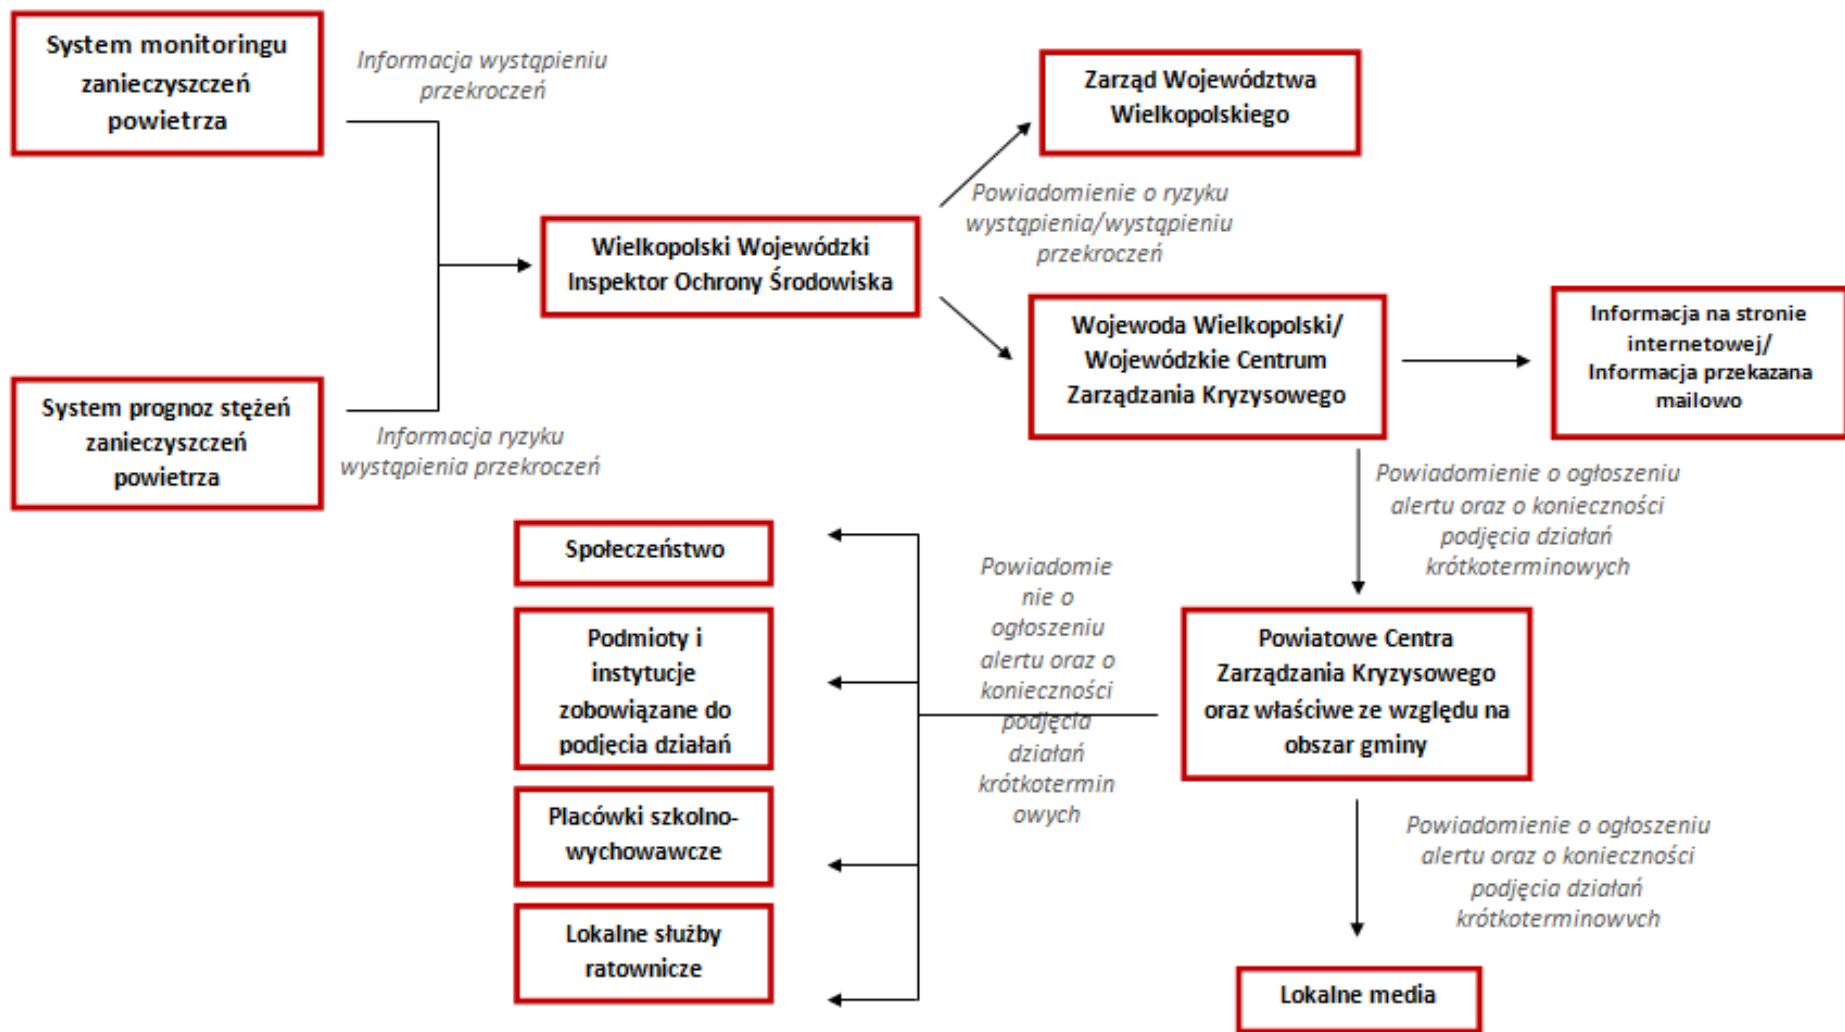 System monitoringu
zanieczyszczeń
powietrza
Informacja wystąpieniu
przekroczeń
Zarząd Województwa
Wielkopolskiego
Powiadomienie o ryzyku
wystąpienia/wystąpieniu
przekroczeń
Wielkopolski Wojewódzki
Inspektor Ochrony Środowiska
Wojewoda Wielkopolski/
Wojewódzkie Centrum
Zarządzania Kryzysowego
Informacja na stronie
internetowej/
Informacja przekazana
mailowo
System prognoz stężeń
zanieczyszczeń
powietrza
Informacja ryzyku
wystąpienia przekroczeń
Powiadomienie o ogłoszeniu
alertu oraz o konieczności
podjęcia działań
krótkoterminowych
Społeczeństwo
Podmioty i
instytucje
zobowiązane do
podjęcia działań
Placówki szkolno-
wychowawcze
Lokalne służby
ratownicze
Powiadomie
nie o
ogłoszeniu
alertu oraz o
konieczności
podjęcia
działań
krótkotermin
owych
Powiatowe Centra
Zarządzania Kryzysowego
oraz właściwe ze względu na
obszar gminy
Powiadomienie o ogłoszeniu
alertu oraz o konieczności
podjęcia działań
krótkoterminowych
Lokalne media